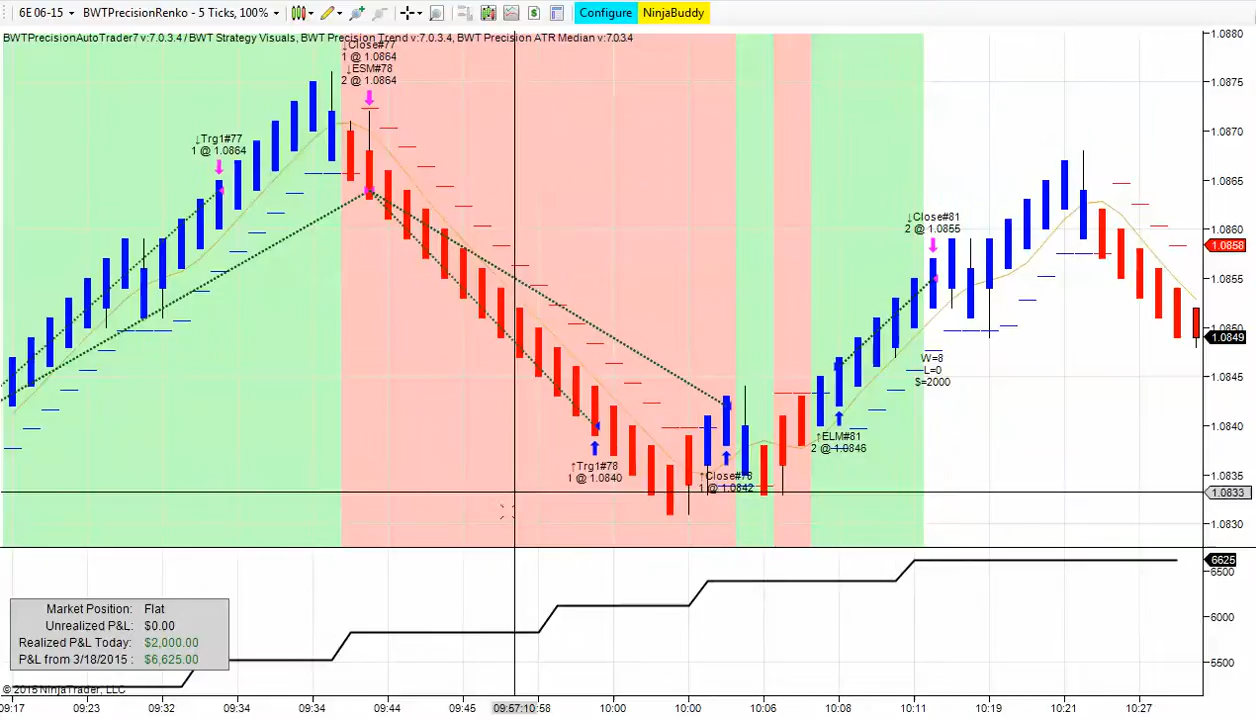 6E 06-15 BWTPrecisionRenko - 5 Ticks, 100% Configure NinjaBuddy
BWTPrecisionAutoTrader7 v:7.0.3.4 / BWT Strategy Visuals, BWT Precision Trend v:7.0.3.4, BWT Precision ATR Median v:7.0.3.4
↓Close#77
1 @ 1.0864
↓ESM#78
2 @ 1.0864
↓Trg1#77
1 @ 1.0864
↓Close#81
2 @ 1.0855
W=8
L=0
$=2000
↑ELM#81
2 @ 1.0846
↑Trg1#78
1 @ 1.0840
↑Close#78
1 @ 1.0842
1.0880
1.0875
1.0870
1.0865
1.0860
1.0858
1.0855
1.0850
1.0849
1.0845
1.0840
1.0835
1.0833
1.0830
6625
6500
6000
5500
Market Position: Flat
Unrealized P&L: $0.00
Realized P&L Today: $2,000.00
P&L from 3/18/2015 : $6,625.00
© 2015 NinjaTrader, LLC
09:17 09:23 09:34 09:34 09:44 09:45 09:57:10 :58 10:00 10:00 10:06 10:08 10:11 10:19 10:21 10:27